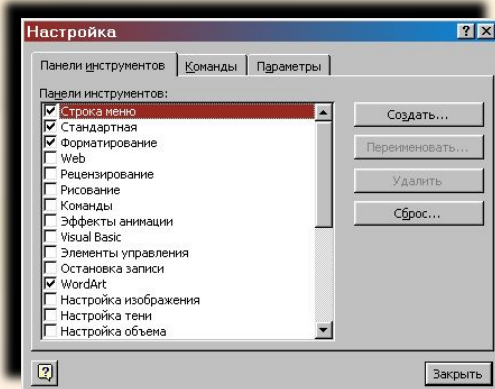 Настройка
Панели инструментов Команды Параметры
Панели инструментов:
Строка меню
Стандартная
Форматирование
Web
Рецензирование
Рисование
Команды
Эффекты анимации
Visual Basic
Элементы управления
Остановка записи
WordArt
Настройка изображения
Настройка тени
Настройка объема
Создать...
Переименовать...
Удалить
Сброс...
Закрыть